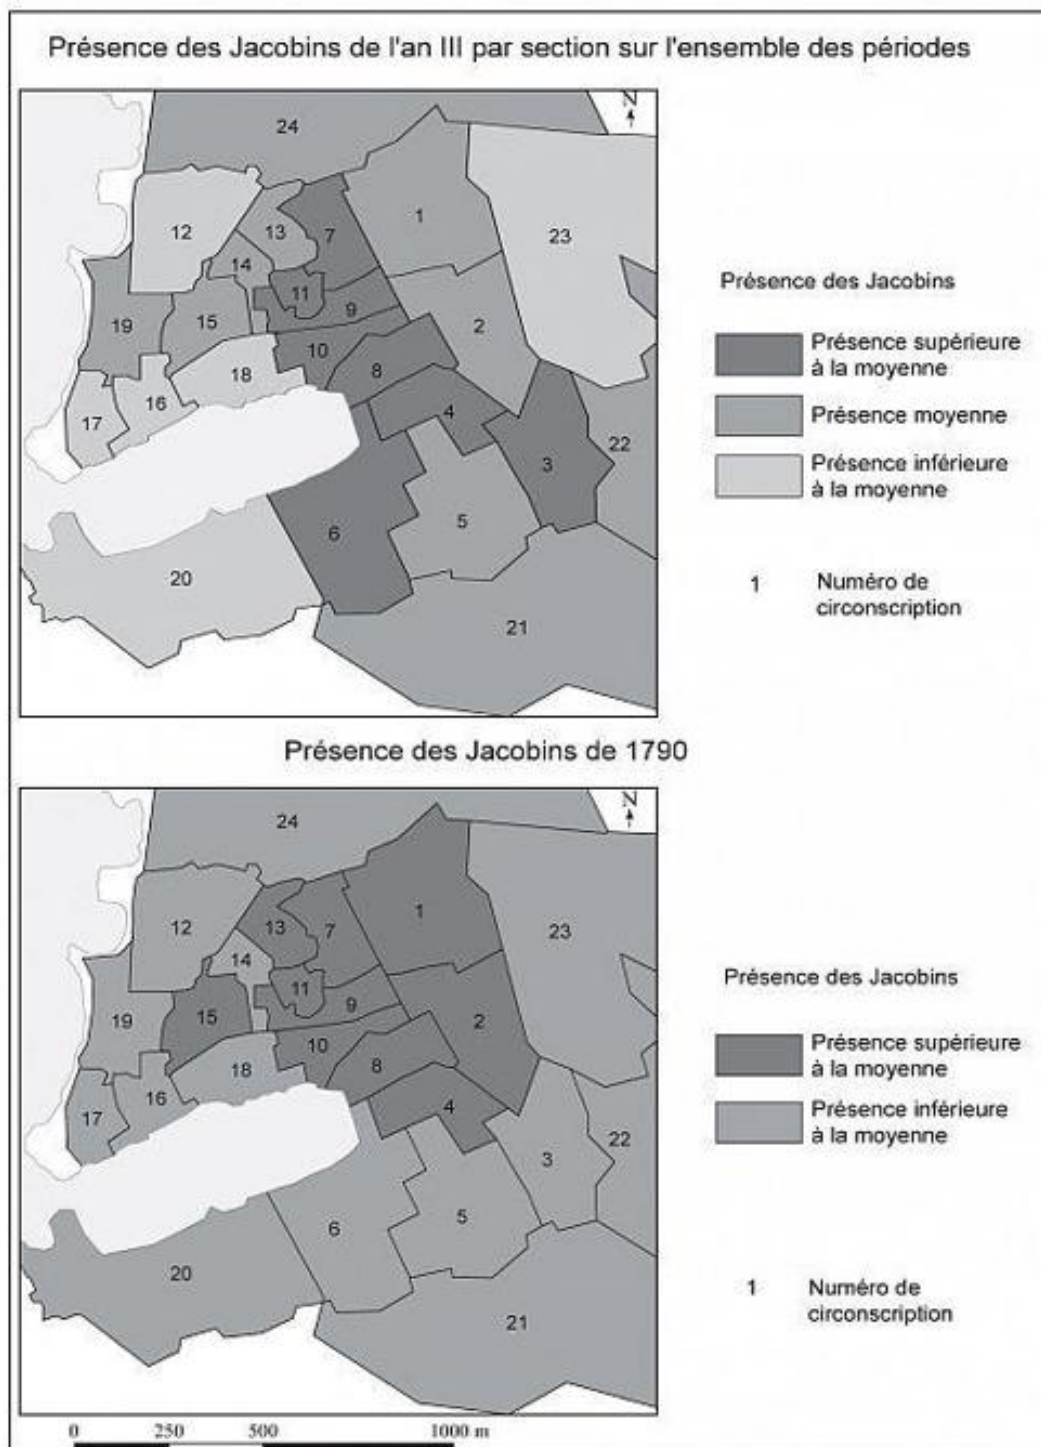 Présence des Jacobins de l'an III par section sur l'ensemble des périodes
N
24
12
13
7
1
23
14
11
9
2
19
15
10
18
8
16
17
4
3
22
5
6
20
21
Présence des Jacobins
Présence supérieure
à la moyenne
Présence moyenne
Présence inférieure
à la moyenne
1 Numéro de
circonscription
Présence des Jacobins de 1790
N
24
12
13
7
1
23
14
11
9
2
19
15
10
18
8
16
17
4
3
22
5
6
20
21
Présence des Jacobins
Présence supérieure
à la moyenne
Présence inférieure
à la moyenne
1 Numéro de
circonscription
0 250 500 1000 m